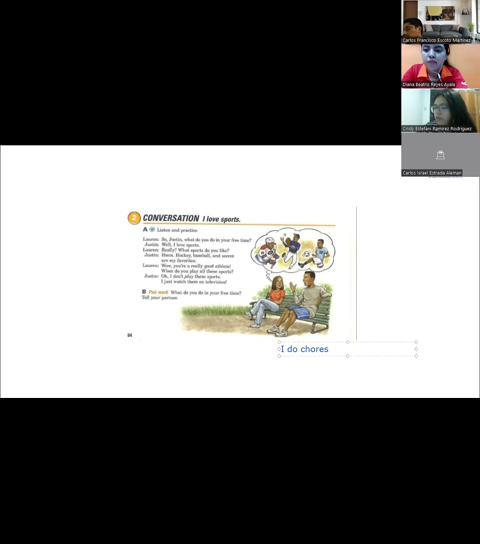 Carlos Francisco Escoto Martinez
Diana Beatriz Reyes Ayala
Cristy Estefani Ramirez Rodriguez
Carlos Israel Estrada Aleman
2 CONVERSATION I love sports.
A Listen and practice.
Lauren: So, Justin, what do you do in your free time?
Justin: Well, I love sports.
Lauren: Really? What sports do you like?
Justin: Hmm. Hockey, baseball, and soccer
are my favorites.
Lauren: Wow, you're a really good athlete!
When do you play all these sports?
Justin: Oh, I don't play these sports.
I just watch them on television!
B Pair work What do you do in your free time?
Tell your partner.
64
I do chores